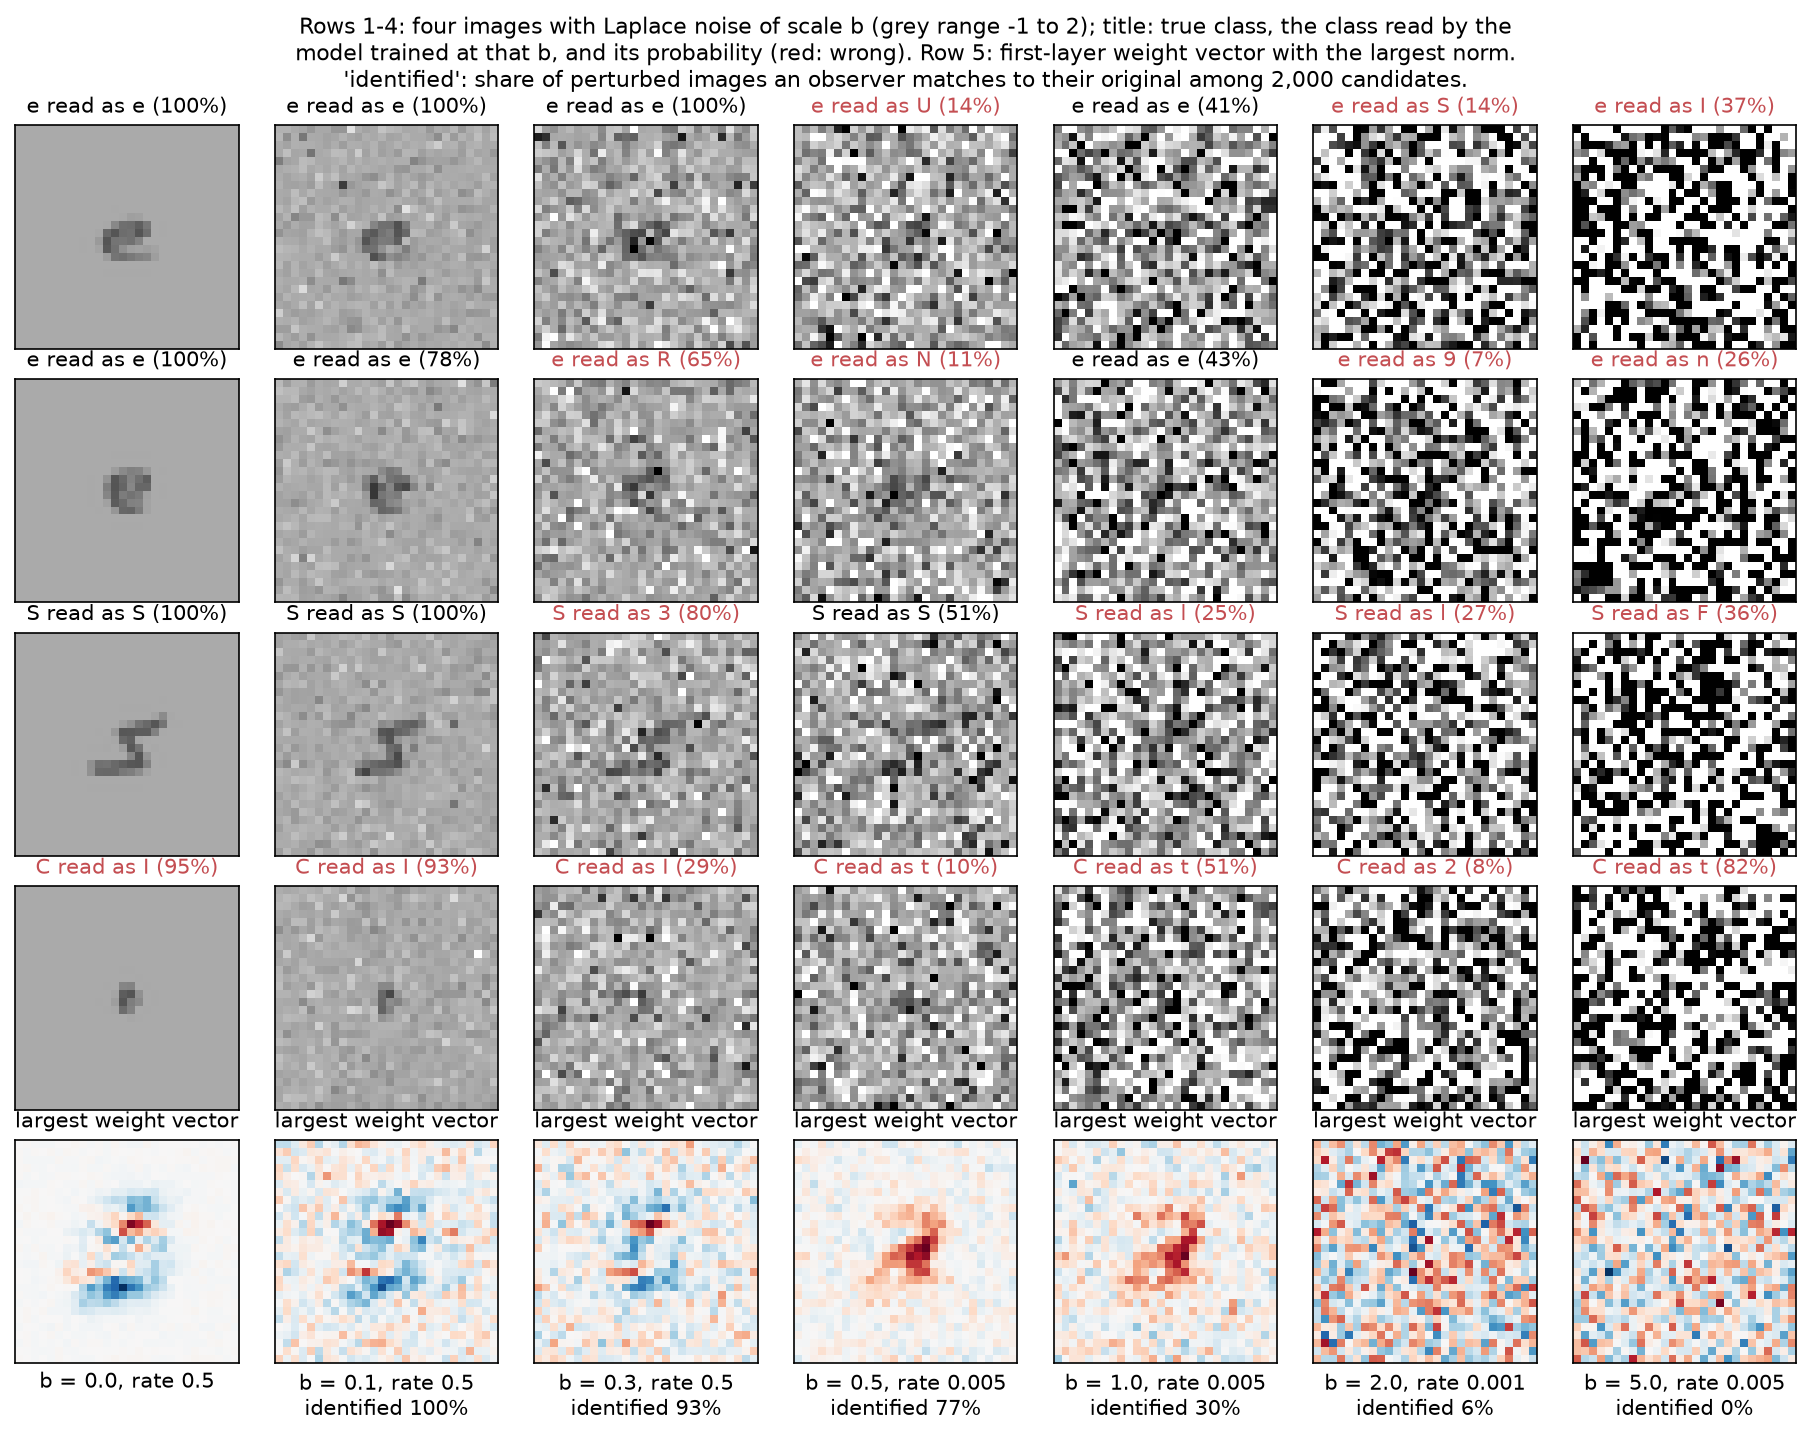 Rows 1-4: four images with Laplace noise of scale b (grey range -1 to 2); title: true class, the class read by the
model trained at that b, and its probability (red: wrong). Row 5: first-layer weight vector with the largest norm.
'identified': share of perturbed images an observer matches to their original among 2,000 candidates.
e read as e (100%) e read as e (100%) e read as e (100%) e read as U (14%) e read as e (41%) e read as S (14%) e read as I (37%)
e read as e (100%) e read as e (78%) e read as R (65%) e read as N (11%) e read as e (43%) e read as 9 (7%) e read as n (26%)
S read as S (100%) S read as S (100%) S read as 3 (80%) S read as S (51%) S read as I (25%) S read as I (27%) S read as F (36%)
C read as I (95%) C read as I (93%) C read as I (29%) C read as t (10%) C read as t (51%) C read as 2 (8%) C read as t (82%)
largest weight vector largest weight vector largest weight vector largest weight vector largest weight vector largest weight vector largest weight vector
b = 0.0, rate 0.5 b = 0.1, rate 0.5 b = 0.3, rate 0.5 b = 0.5, rate 0.005 b = 1.0, rate 0.005 b = 2.0, rate 0.001 b = 5.0, rate 0.005
identified 100% identified 93% identified 77% identified 30% identified 6% identified 0%